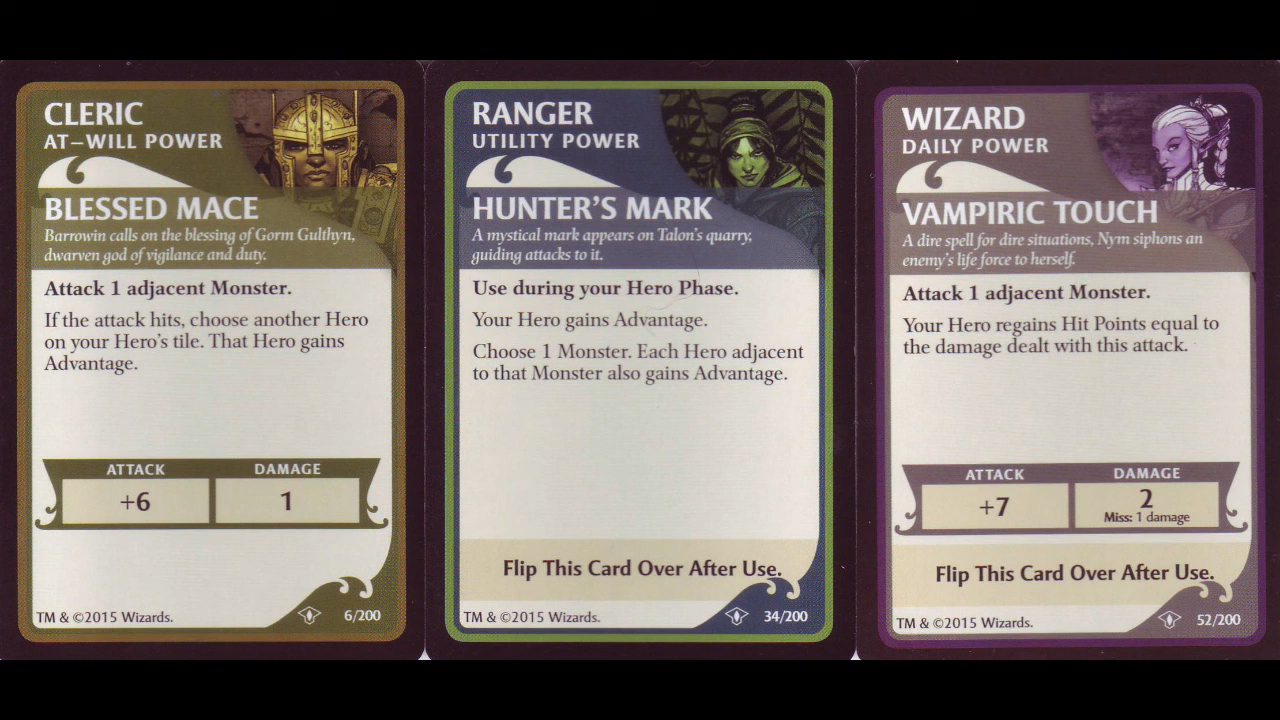 CLERIC
AT–WILL POWER
BLESSED MACE
Barrowin calls on the blessing of Gorm Gulthyn,
dwarven god of vigilance and duty.
Attack 1 adjacent Monster.
If the attack hits, choose another Hero
on your Hero's tile. That Hero gains
Advantage.
ATTACK DAMAGE
+6 1
TM & ©2015 Wizards. 6/200
RANGER
UTILITY POWER
HUNTER'S MARK
A mystical mark appears on Talon's quarry,
guiding attacks to it.
Use during your Hero Phase.
Your Hero gains Advantage.
Choose 1 Monster. Each Hero adjacent
to that Monster also gains Advantage.
Flip This Card Over After Use.
TM & ©2015 Wizards. 34/200
WIZARD
DAILY POWER
VAMPIRIC TOUCH
A dire spell for dire situations, Nym siphons an
enemy's life force to herself.
Attack 1 adjacent Monster.
Your Hero regains Hit Points equal to
the damage dealt with this attack.
ATTACK DAMAGE
+7 2
Miss: 1 damage
Flip This Card Over After Use.
TM & ©2015 Wizards. 52/200